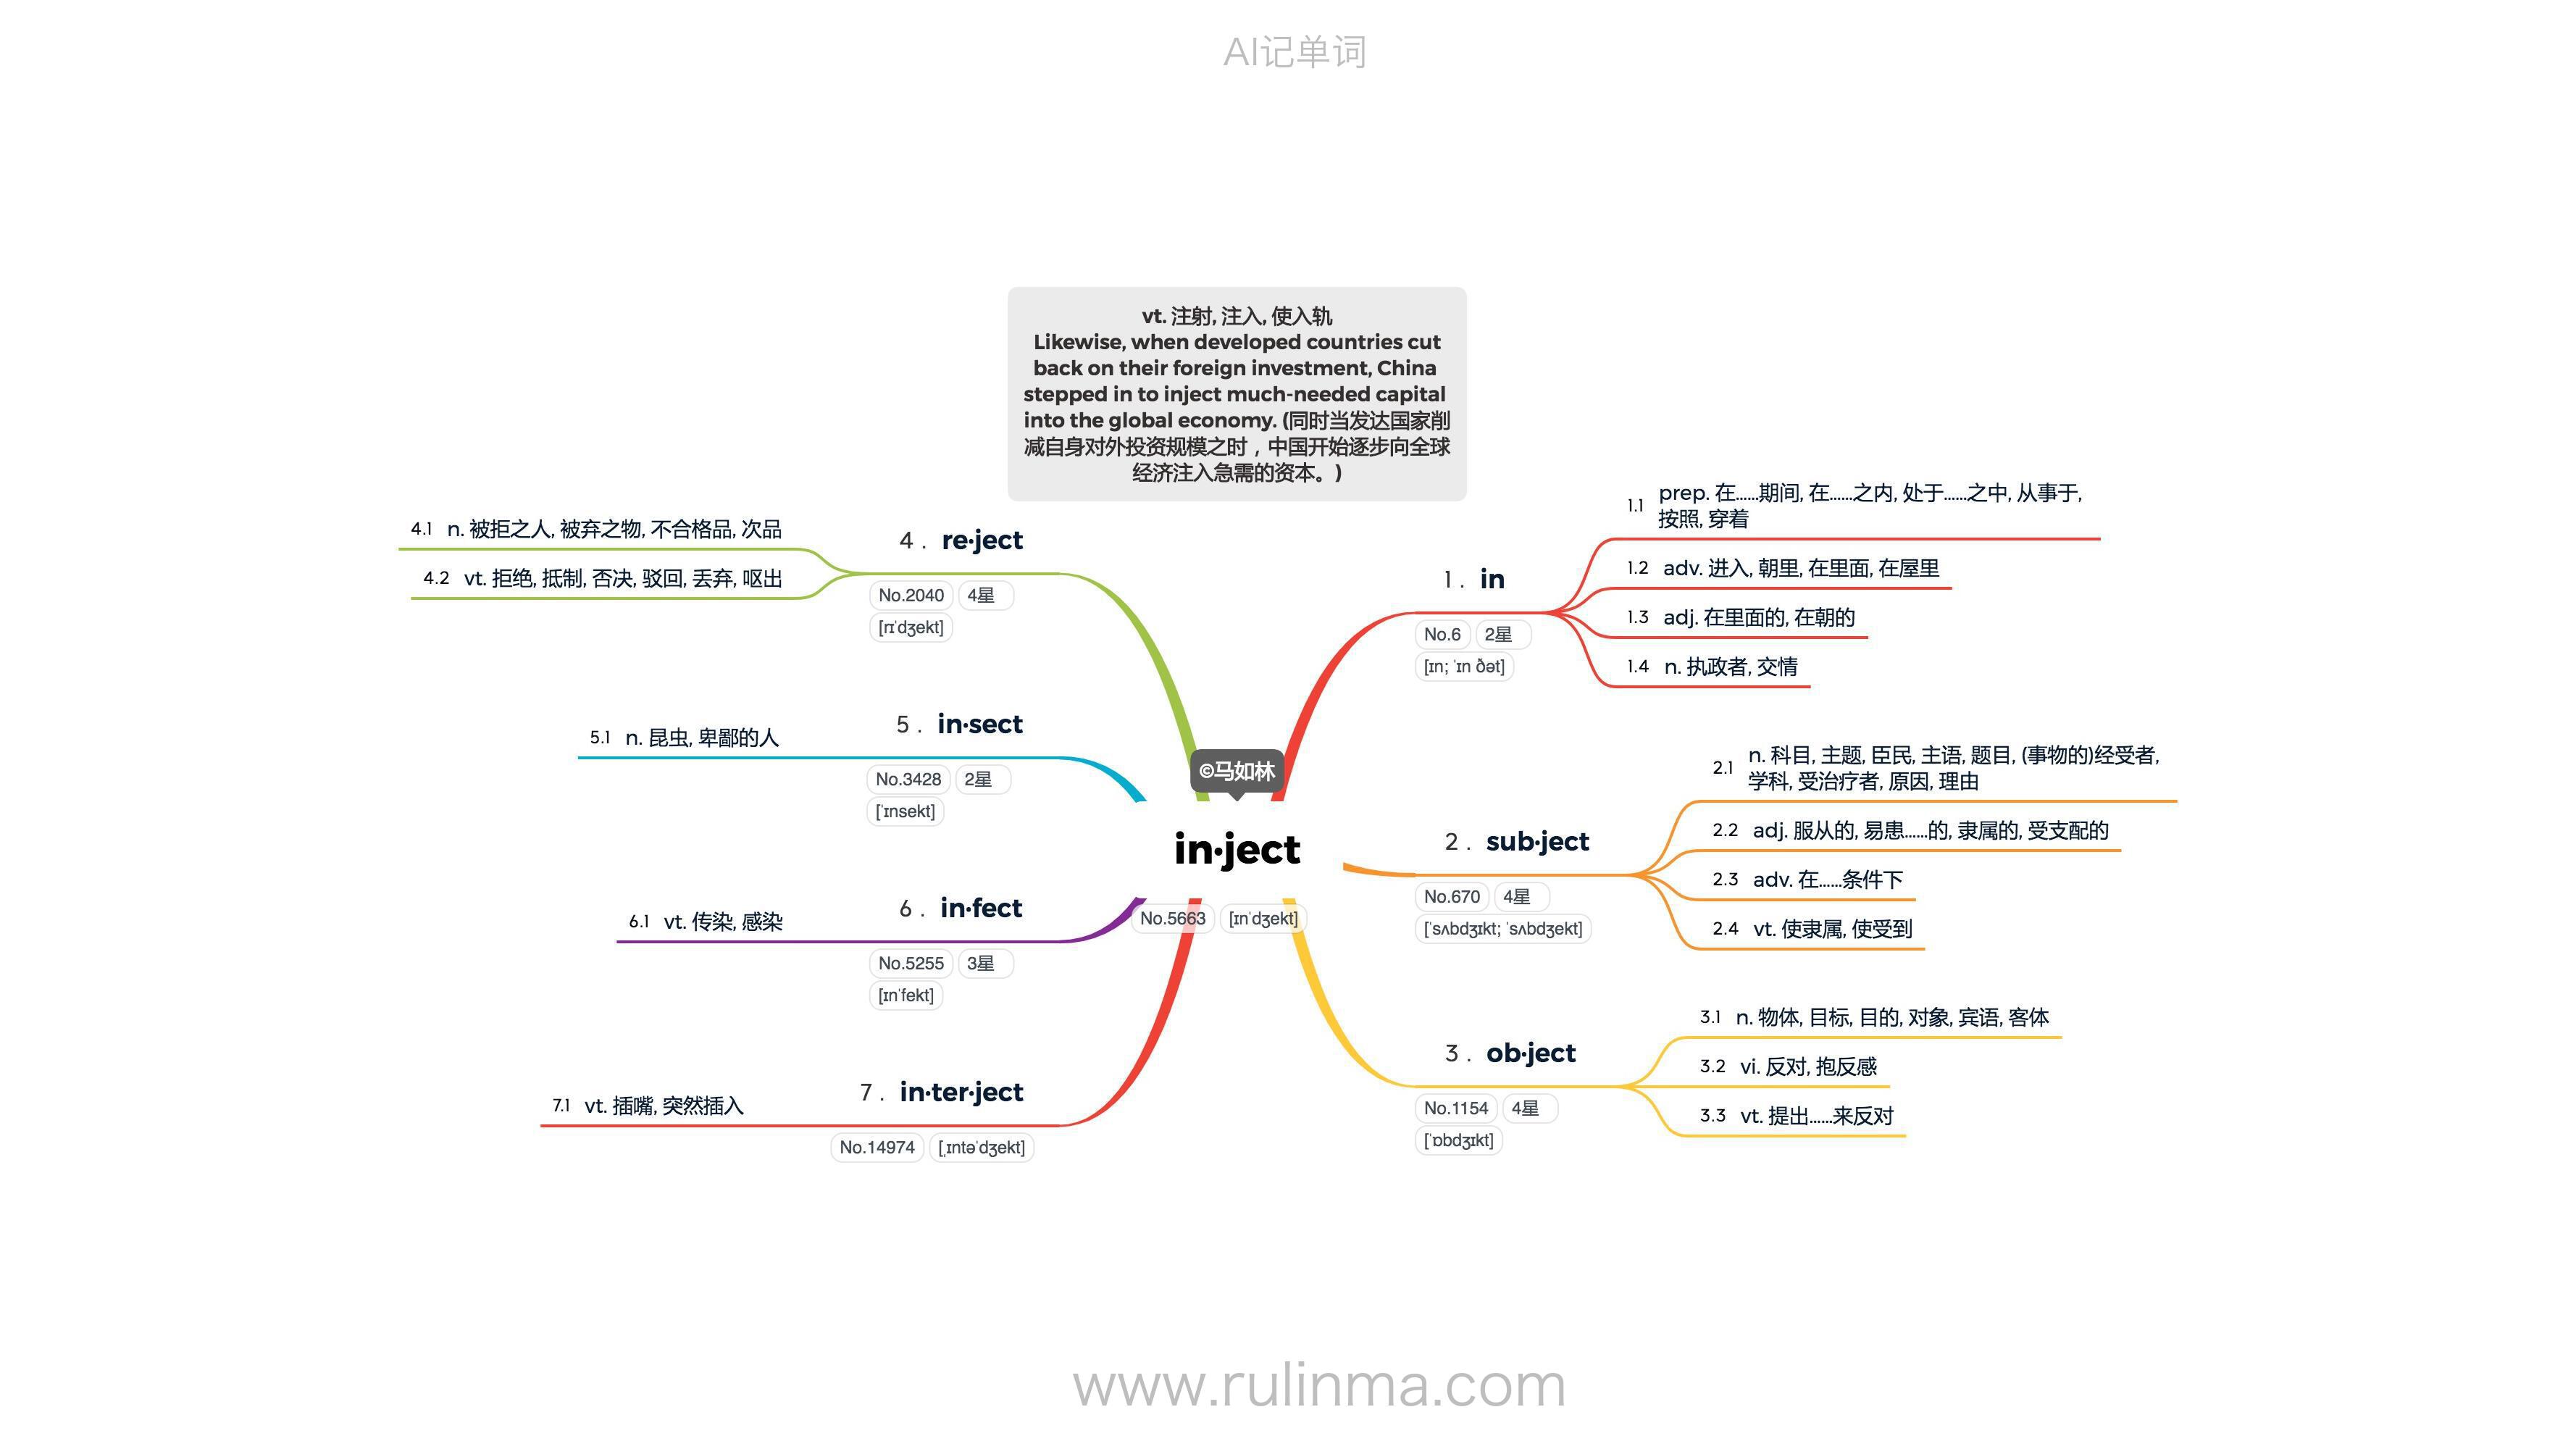 AI记单词
vt. 注射, 注入, 使入轨
Likewise, when developed countries cut
back on their foreign investment, China
stepped in to inject much-needed capital
into the global economy. (同时当发达国家削
减自身对外投资规模之时，中国开始逐步向全球
经济注入急需的资本。)
©马如林
in·ject
No.5663 [ɪnˈdʒekt]
1. in
No.6 2星
[ɪn; ˈɪn ðət]
1.1 prep. 在……期间, 在……之内, 处于……之中, 从事于,
按照, 穿着
1.2 adv. 进入, 朝里, 在里面, 在屋里
1.3 adj. 在里面的, 在朝的
1.4 n. 执政者, 交情
2. sub·ject
No.670 4星
[ˈsʌbdʒɪkt; ˈsʌbdʒekt]
2.1 n. 科目, 主题, 臣民, 主语, 题目, (事物的)经受者,
学科, 受治疗者, 原因, 理由
2.2 adj. 服从的, 易患……的, 隶属的, 受支配的
2.3 adv. 在……条件下
2.4 vt. 使隶属, 使受到
3. ob·ject
No.1154 4星
[ˈɒbdʒɪkt]
3.1 n. 物体, 目标, 目的, 对象, 宾语, 客体
3.2 vi. 反对, 抱反感
3.3 vt. 提出……来反对
4. re·ject
No.2040 4星
[rɪˈdʒekt]
4.1 n. 被拒之人, 被弃之物, 不合格品, 次品
4.2 vt. 拒绝, 抵制, 否决, 驳回, 丢弃, 呕出
5. in·sect
No.3428 2星
[ˈɪnsekt]
5.1 n. 昆虫, 卑鄙的人
6. in·fect
No.5255 3星
[ɪnˈfekt]
6.1 vt. 传染, 感染
7. in·ter·ject
No.14974 [ˌɪntəˈdʒekt]
7.1 vt. 插嘴, 突然插入
www.rulinma.com